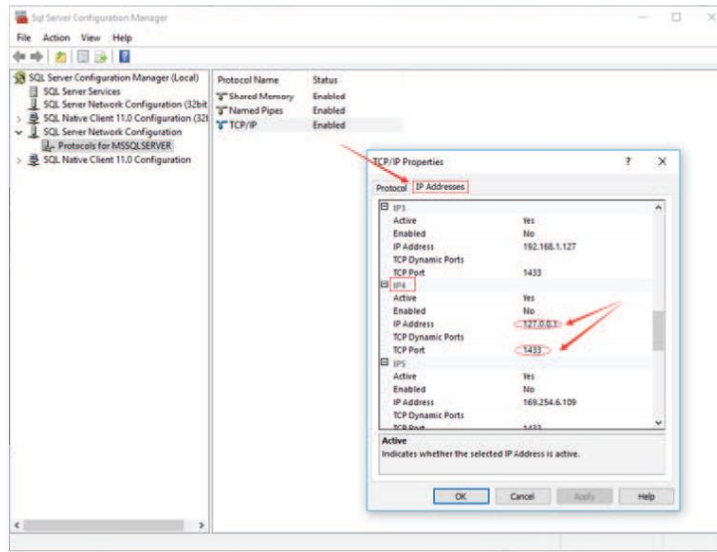 Sql Server Configuration Manager
File Action View Help
SQL Server Configuration Manager (Local)
SQL Server Services
SQL Server Network Configuration (32bit
SQL Native Client 11.0 Configuration (32l
SQL Server Network Configuration
Protocols for MSSQLSERVER
SQL Native Client 11.0 Configuration
Protocol Name Status
Shared Memory Enabled
Named Pipes Enabled
TCP/IP Enabled
TCP/IP Properties ? X
Protocol IP Addresses
IP3
Active Yes
Enabled No
IP Address 192.168.1.127
TCP Dynamic Ports
TCP Port 1433
IP4
Active Yes
Enabled No
IP Address 127.0.0.1
TCP Dynamic Ports
TCP Port 1433
IP5
Active Yes
Enabled No
IP Address 169.254.6.109
TCP Dynamic Ports
TCP Port 1433
Active
Indicates whether the selected IP Address is active.
OK Cancel Apply Help